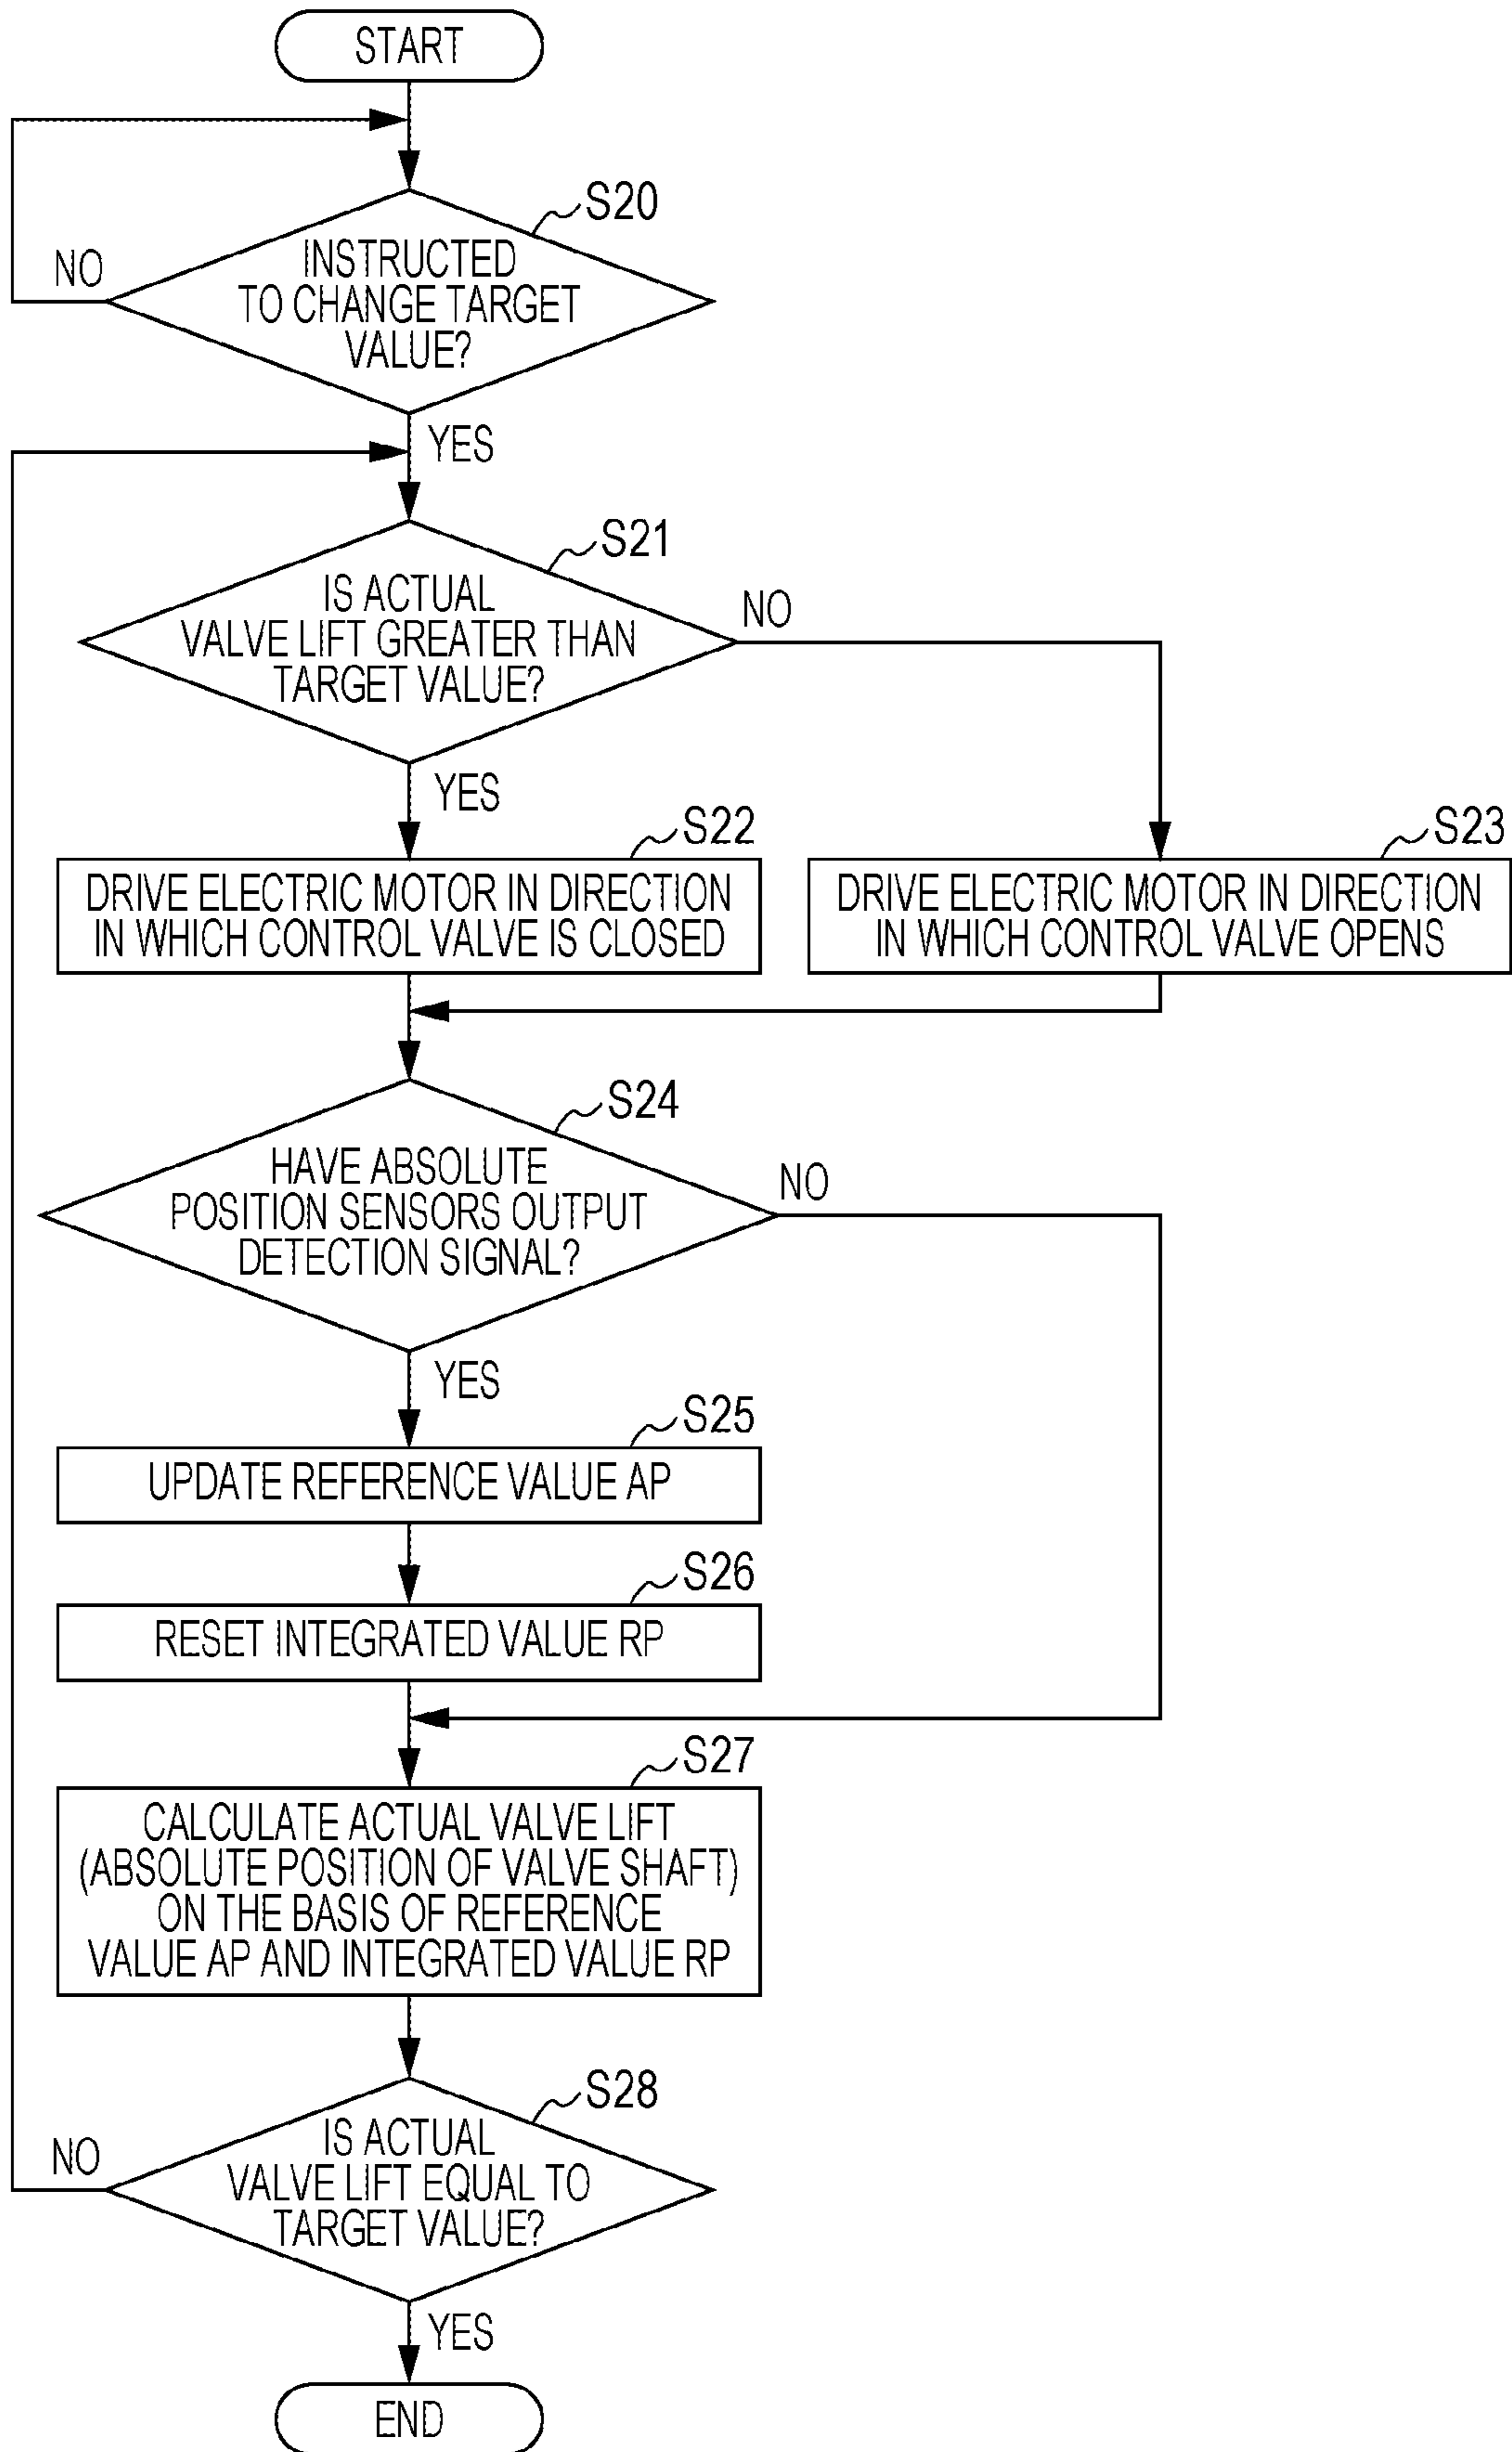 START
S20
INSTRUCTED
TO CHANGE TARGET
VALUE?
NO
YES
S21
IS ACTUAL
VALVE LIFT GREATER THAN
TARGET VALUE?
NO
YES
S22
DRIVE ELECTRIC MOTOR IN DIRECTION
IN WHICH CONTROL VALVE IS CLOSED
S23
DRIVE ELECTRIC MOTOR IN DIRECTION
IN WHICH CONTROL VALVE OPENS
S24
HAVE ABSOLUTE
POSITION SENSORS OUTPUT
DETECTION SIGNAL?
NO
YES
S25
UPDATE REFERENCE VALUE AP
S26
RESET INTEGRATED VALUE RP
S27
CALCULATE ACTUAL VALVE LIFT
(ABSOLUTE POSITION OF VALVE SHAFT)
ON THE BASIS OF REFERENCE
VALUE AP AND INTEGRATED VALUE RP
S28
IS ACTUAL
VALVE LIFT EQUAL TO
TARGET VALUE?
NO
YES
END